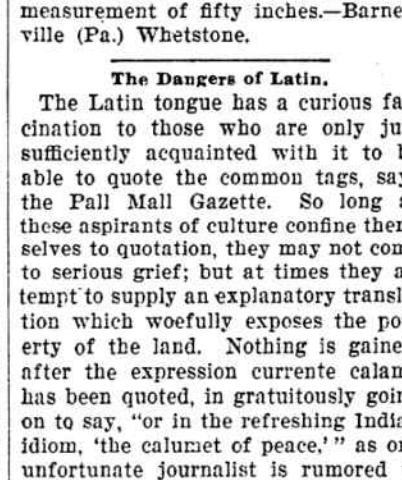 measurement of fifty inches.—Barne
ville (Pa.) Whetstone.
The Dangers of Latin.
The Latin tongue has a curious fa
cination to those who are only ju
sufficiently acquainted with it to b
able to quote the common tags, say
the Pall Mall Gazette. So long a
these aspirants of culture confine ther
selves to quotation, they may not com
to serious grief; but at times they a
tempt to supply an explanatory transl
tion which woefully exposes the po
erty of the land. Nothing is gaine
after the expression currente calam
has been quoted, in gratuitously goin
on to say, "or in the refreshing India
idiom, 'the calumet of peace,'" as on
unfortunate journalist is rumored